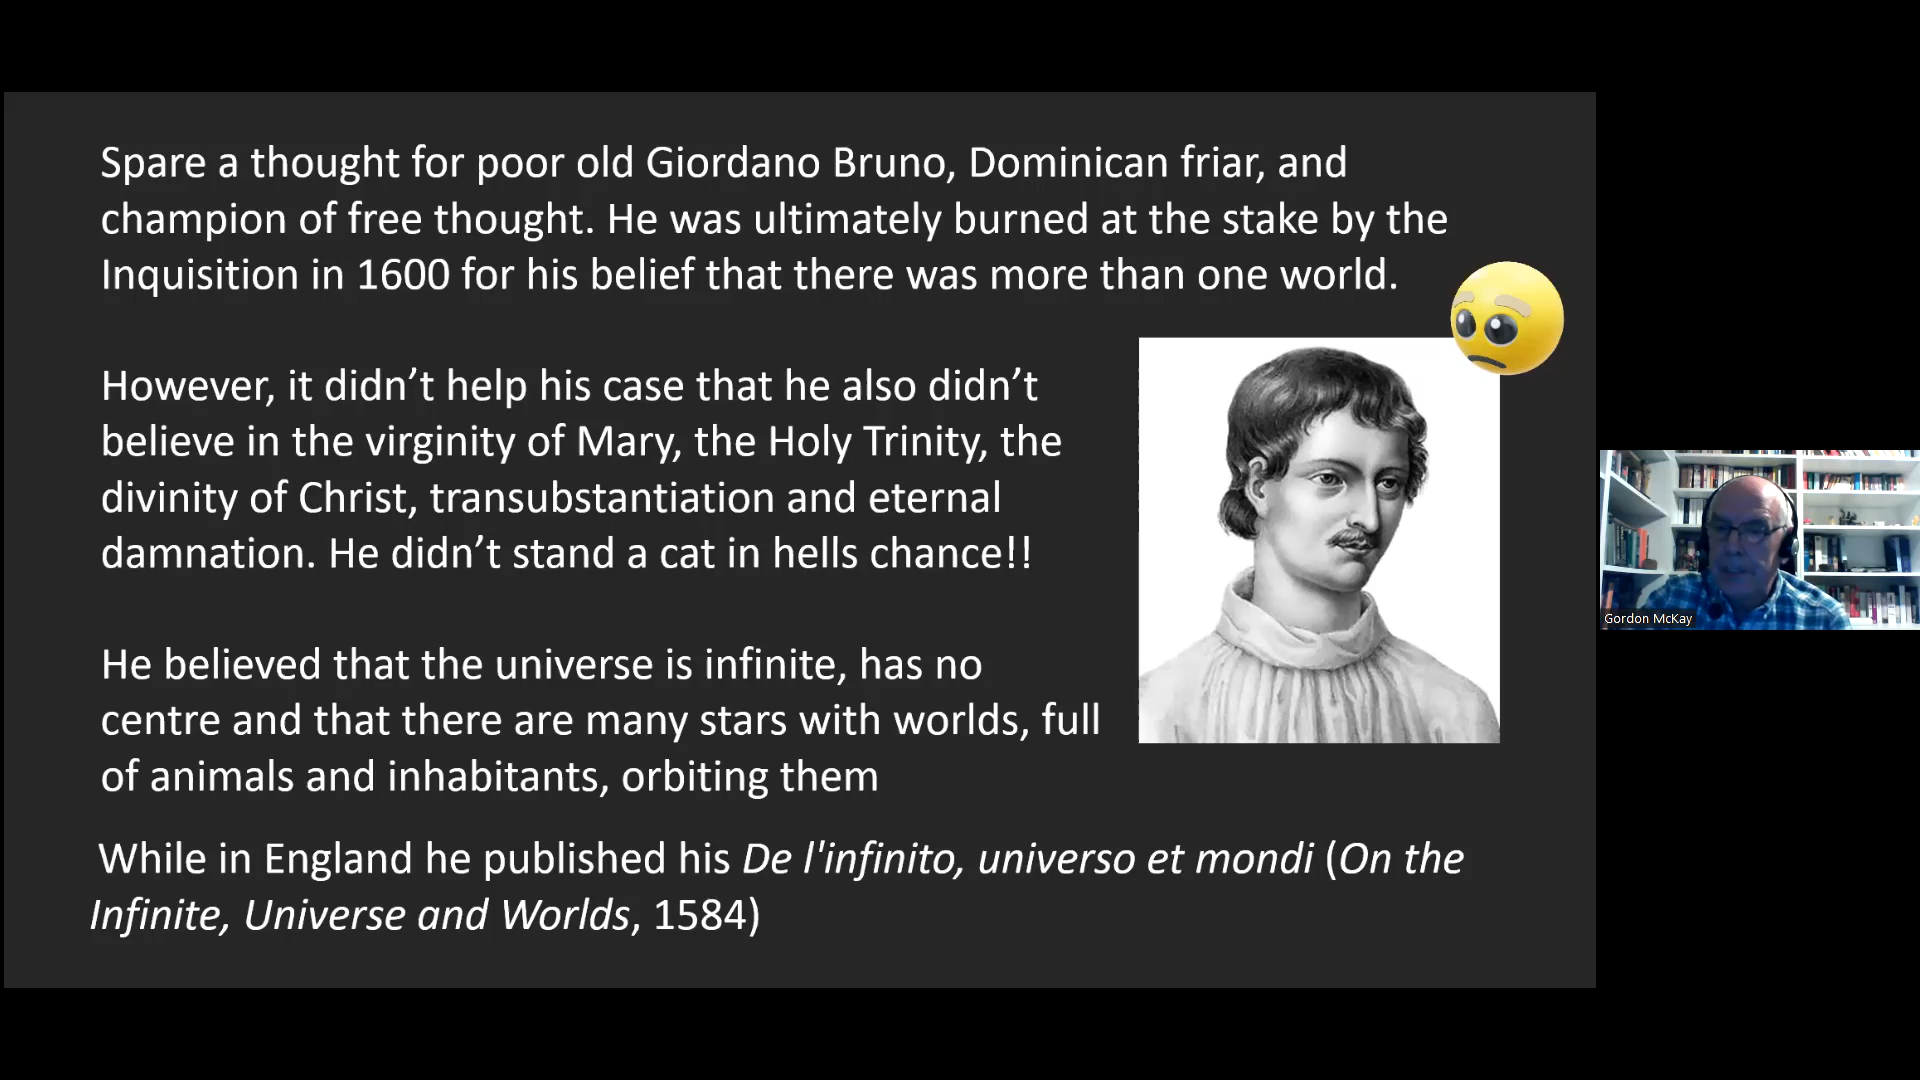 Spare a thought for poor old Giordano Bruno, Dominican friar, and
champion of free thought. He was ultimately burned at the stake by the
Inquisition in 1600 for his belief that there was more than one world.
However, it didn’t help his case that he also didn’t
believe in the virginity of Mary, the Holy Trinity, the
divinity of Christ, transubstantiation and eternal
damnation. He didn’t stand a cat in hells chance!!
He believed that the universe is infinite, has no
centre and that there are many stars with worlds, full
of animals and inhabitants, orbiting them
While in England he published his De l'infinito, universo et mondi (On the
Infinite, Universe and Worlds, 1584)
Gordon McKay